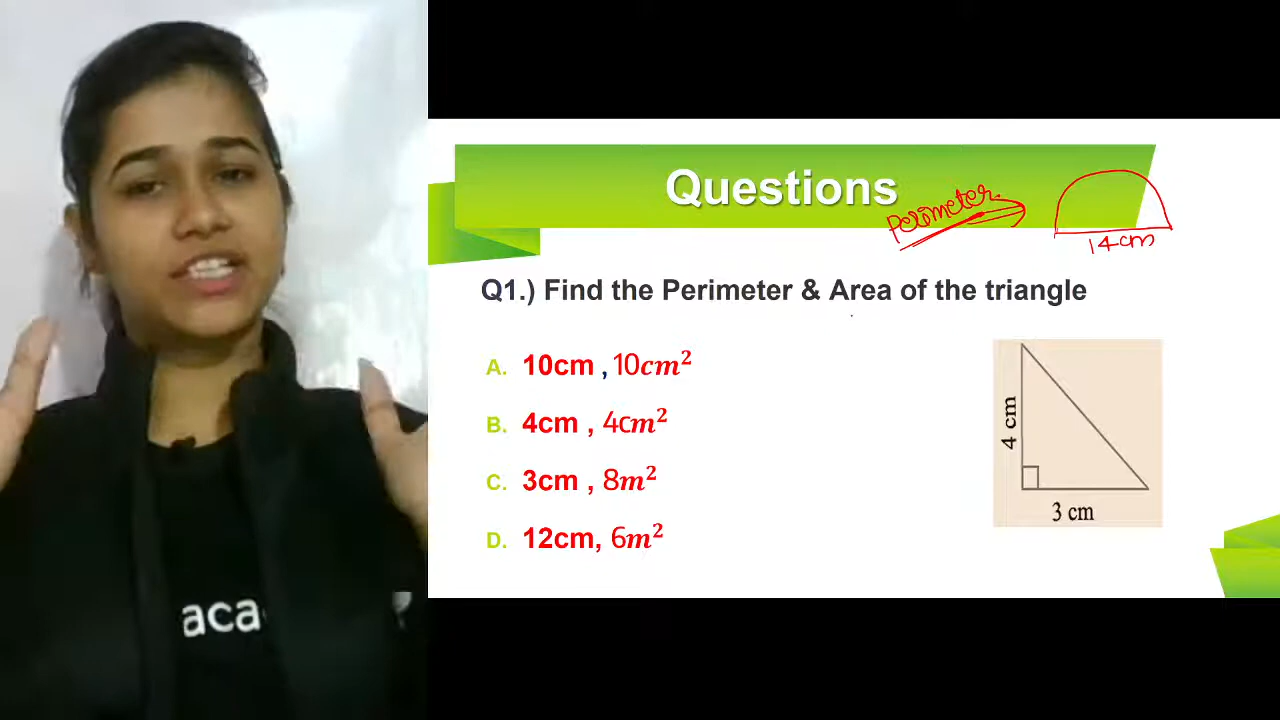 Questions
Perimeter
14cm
Q1.) Find the Perimeter & Area of the triangle
A. 10cm , 10cm²
B. 4cm , 4cm²
C. 3cm , 8m²
D. 12cm, 6m²
4 cm
3 cm
aca